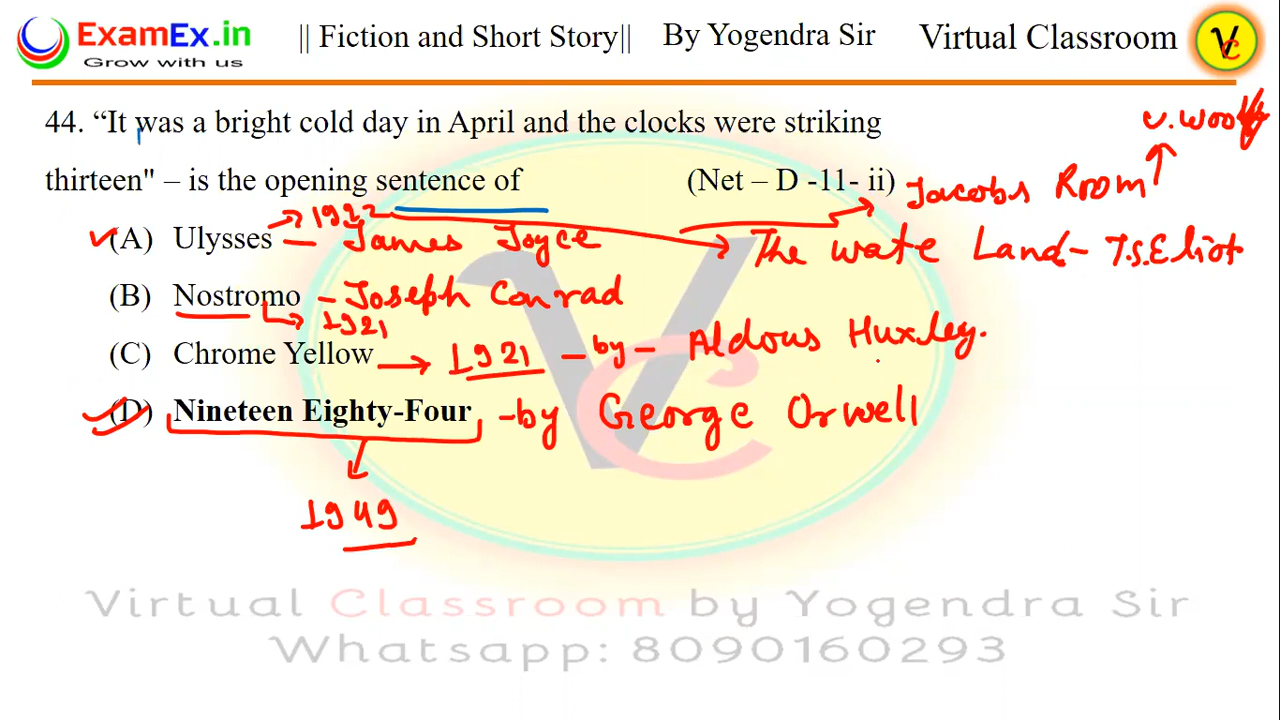 ExamEx.in || Fiction and Short Story|| By Yogendra Sir Virtual Classroom VC
Grow with us
44. “It was a bright cold day in April and the clocks were striking v. Woolf
thirteen" – is the opening sentence of (Net – D -11- ii) Jacobs Room
1922
(A) Ulysses – James Joyce The wate Land – T.S.Eliot
(B) Nostromo – Joseph Conrad
1921
(C) Chrome Yellow → 1921 – by – Aldous Huxley.
(D) Nineteen Eighty-Four -by George Orwell
1949
Virtual Classroom by Yogendra Sir
Whatsapp: 8090160293